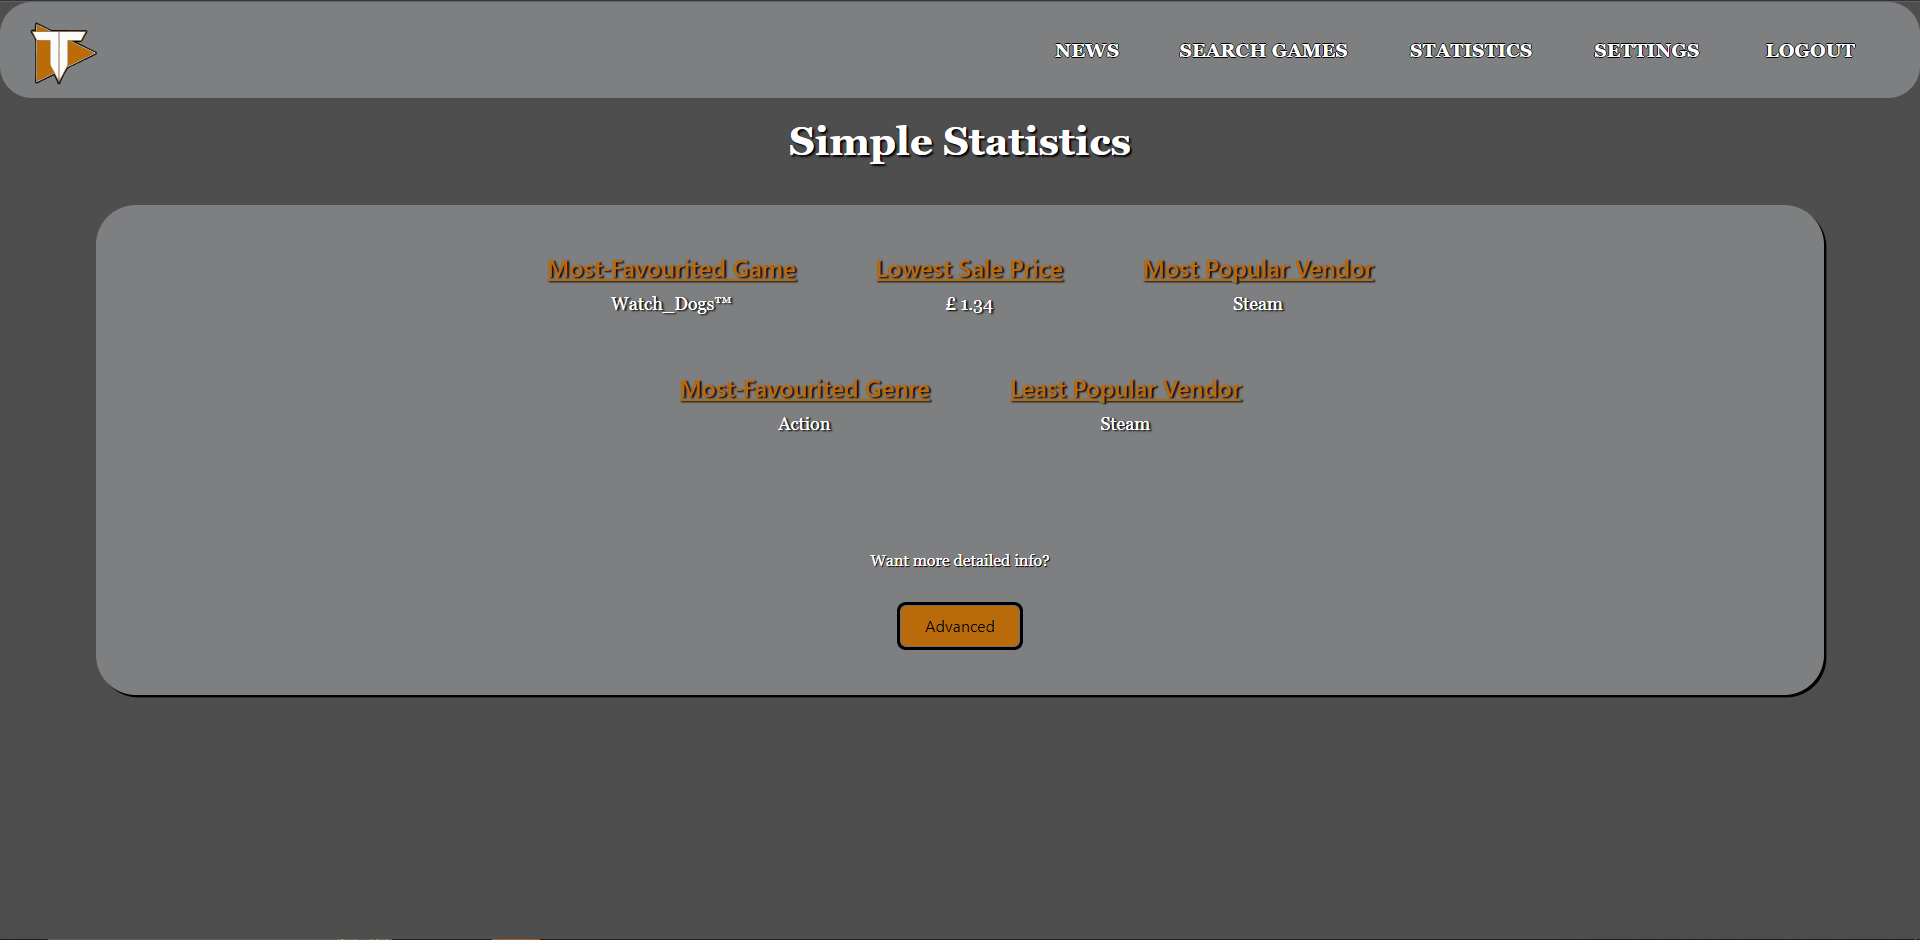 T
NEWS SEARCH GAMES STATISTICS SETTINGS LOGOUT
Simple Statistics
Most-Favourited Game Lowest Sale Price Most Popular Vendor
Watch_Dogs™ £ 1.34 Steam
Most-Favourited Genre Least Popular Vendor
Action Steam
Want more detailed info?
Advanced